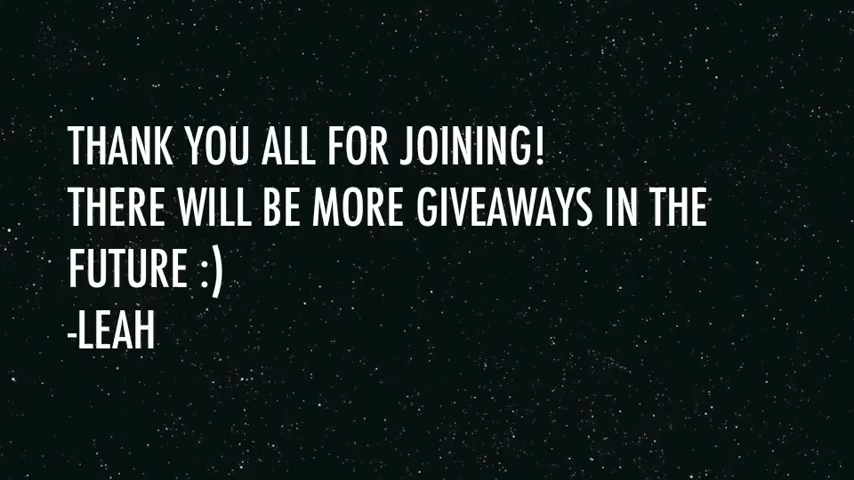 THANK YOU ALL FOR JOINING!
THERE WILL BE MORE GIVEAWAYS IN THE
FUTURE :)
-LEAH